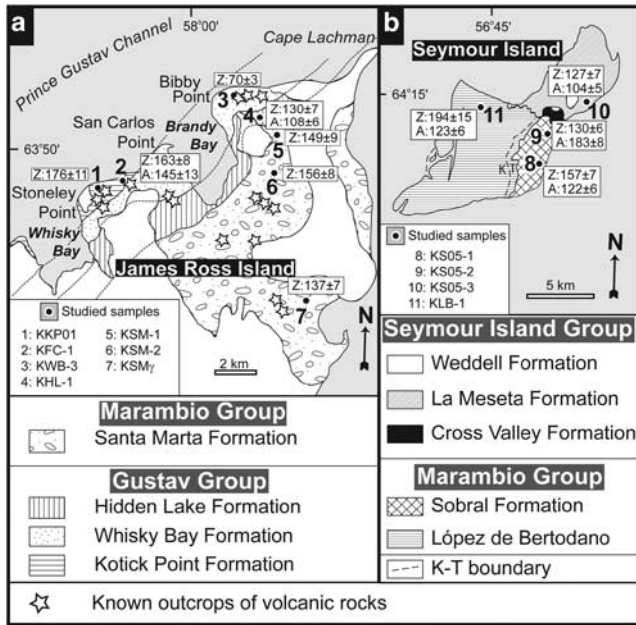 a
58°00
Prince Gustav Channel
Cape Lachman
Bibby
Point
Z:70±3
3
4
Z:130±7
A:108±6
San Carlos
Point
Brandy
Bay
5
Z:149±9
63°50
Z:176±11
1
2
Z:163±8
A:145±13
6
Z:156±8
Stoneley
Point
Whisky
Bay
James Ross Island
Z:137±7
7
N
2 km
Studied samples
1: KKP01
2: KFC-1
3: KWB-3
4: KHL-1
5: KSM-1
6: KSM-2
7: KSMγ
Marambio Group
Santa Marta Formation
Gustav Group
Hidden Lake Formation
Whisky Bay Formation
Kotick Point Formation
Known outcrops of volcanic rocks
b
56°45
Seymour Island
Z:127±7
A:104±5
64°15
Z:194±15
A:123±6
11
10
9
Z:130±6
A:183±8
8
K-T
Z:157±7
A:122±6
Studied samples
8: KS05-1
9: KS05-2
10: KS05-3
11: KLB-1
N
5 km
Seymour Island Group
Weddell Formation
La Meseta Formation
Cross Valley Formation
Marambio Group
Sobral Formation
López de Bertodano
K-T boundary